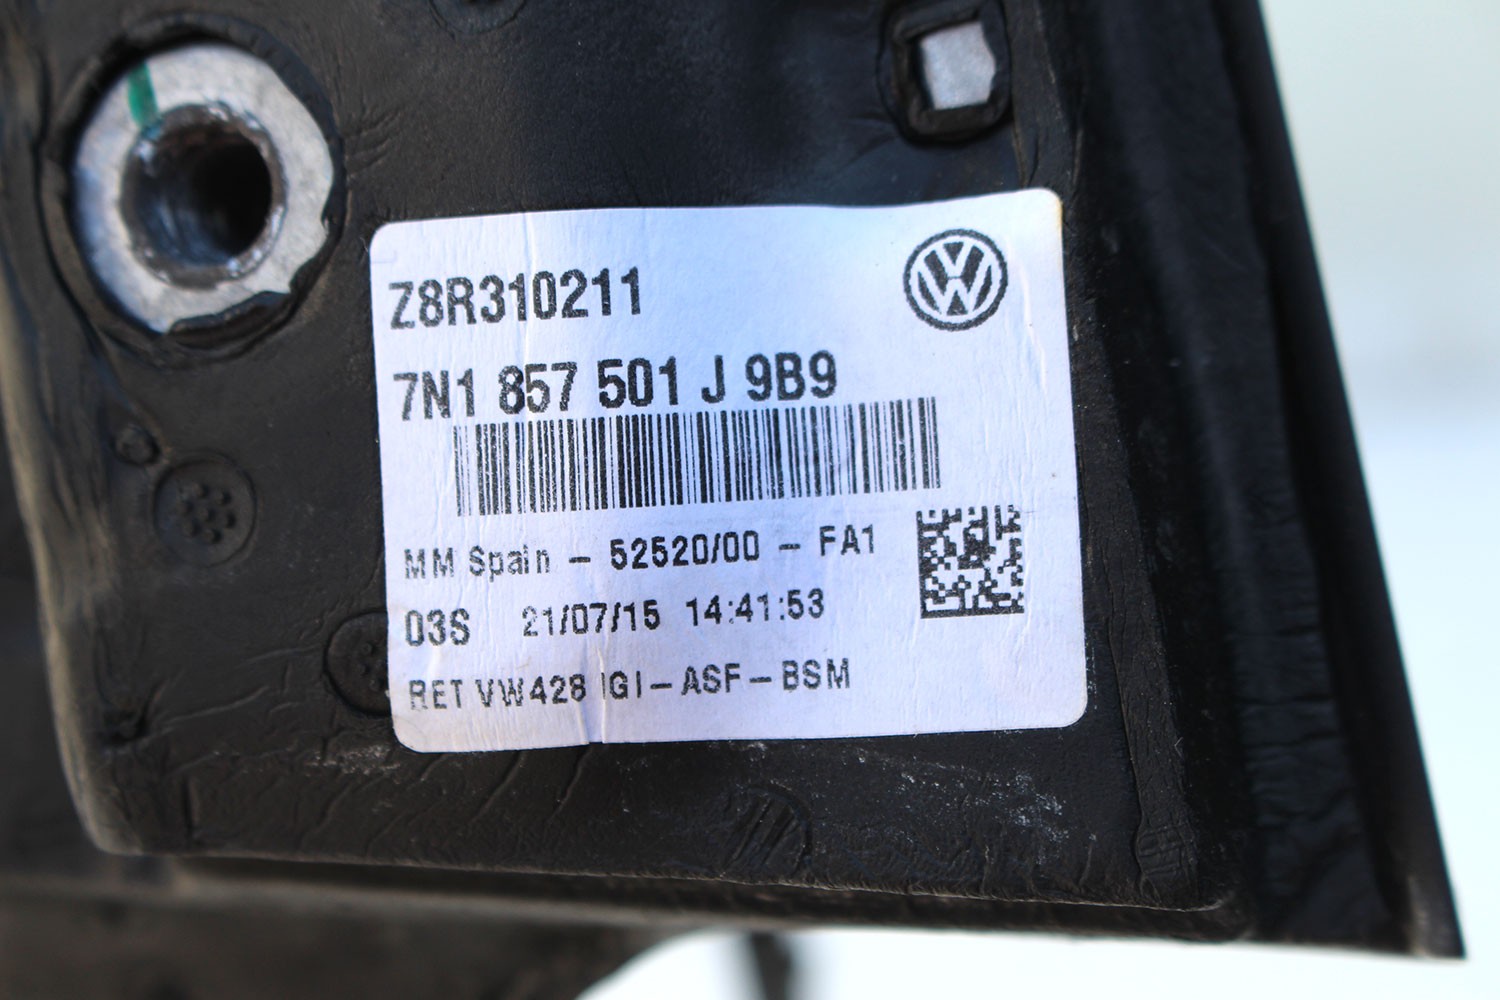 Z8R310211
7N1 857 501 J 9B9
MM Spain - 52520/00 - FA1
03S 21/07/15 14:41:53
RET VW428 IGI-ASF-BSM